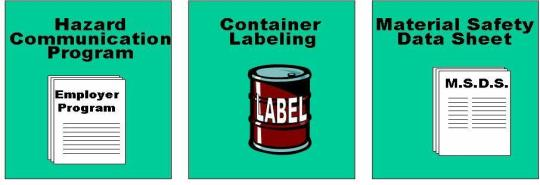 Hazard
Communication
Program
Employer
Program
Container
Labeling
LABEL
Material Safety
Data Sheet
M.S.D.S.